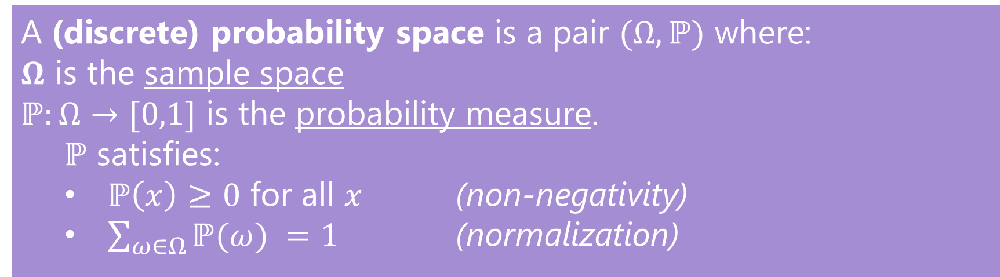 A (discrete) probability space is a pair (Ω, ℙ) where:
Ω is the sample space
ℙ: Ω → [0,1] is the probability measure.
ℙ satisfies:
• ℙ(𝑥) ≥ 0 for all 𝑥 (non-negativity)
• ∑_{𝜔∈Ω} ℙ(𝜔) = 1 (normalization)